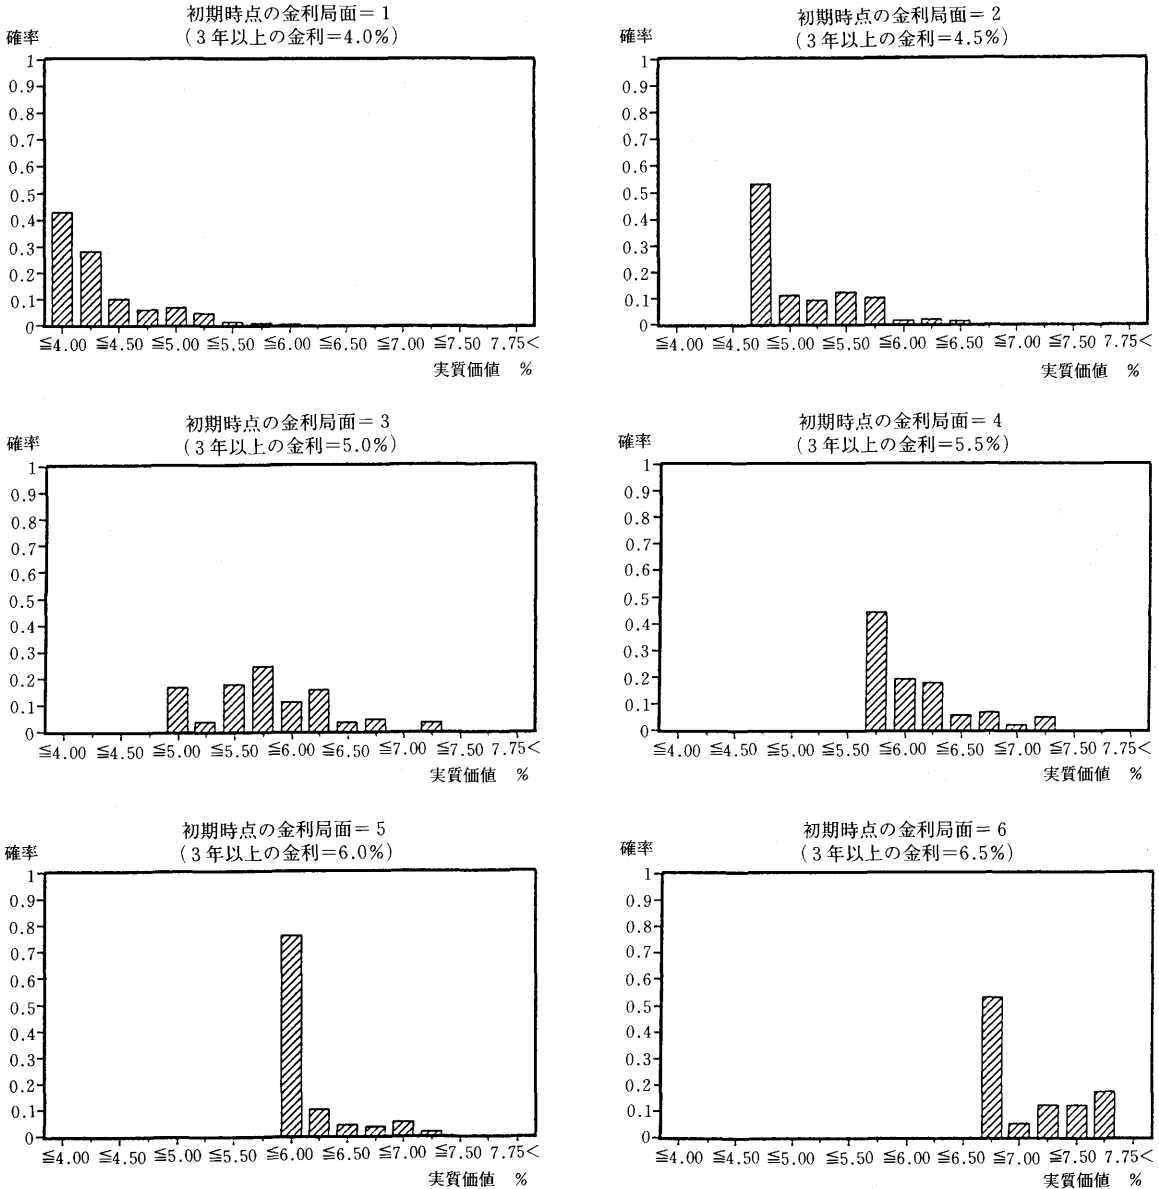 初期時点の金利局面＝1
(3年以上の金利＝4.0%)
確率
1
0.9
0.8
0.7
0.6
0.5
0.4
0.3
0.2
0.1
0
≦4.00 ≦4.50 ≦5.00 ≦5.50 ≦6.00 ≦6.50 ≦7.00 ≦7.50 7.75<
実質価値 %
初期時点の金利局面＝2
(3年以上の金利＝4.5%)
確率
1
0.9
0.8
0.7
0.6
0.5
0.4
0.3
0.2
0.1
0
≦4.00 ≦4.50 ≦5.00 ≦5.50 ≦6.00 ≦6.50 ≦7.00 ≦7.50 7.75<
実質価値 %
初期時点の金利局面＝3
(3年以上の金利＝5.0%)
確率
1
0.9
0.8
0.7
0.6
0.5
0.4
0.3
0.2
0.1
0
≦4.00 ≦4.50 ≦5.00 ≦5.50 ≦6.00 ≦6.50 ≦7.00 ≦7.50 7.75<
実質価値 %
初期時点の金利局面＝4
(3年以上の金利＝5.5%)
確率
1
0.9
0.8
0.7
0.6
0.5
0.4
0.3
0.2
0.1
0
≦4.00 ≦4.50 ≦5.00 ≦5.50 ≦6.00 ≦6.50 ≦7.00 ≦7.50 7.75<
実質価値 %
初期時点の金利局面＝5
(3年以上の金利＝6.0%)
確率
1
0.9
0.8
0.7
0.6
0.5
0.4
0.3
0.2
0.1
0
≦4.00 ≦4.50 ≦5.00 ≦5.50 ≦6.00 ≦6.50 ≦7.00 ≦7.50 7.75<
実質価値 %
初期時点の金利局面＝6
(3年以上の金利＝6.5%)
確率
1
0.9
0.8
0.7
0.6
0.5
0.4
0.3
0.2
0.1
0
≦4.00 ≦4.50 ≦5.00 ≦5.50 ≦6.00 ≦6.50 ≦7.00 ≦7.50 7.75<
実質価値 %